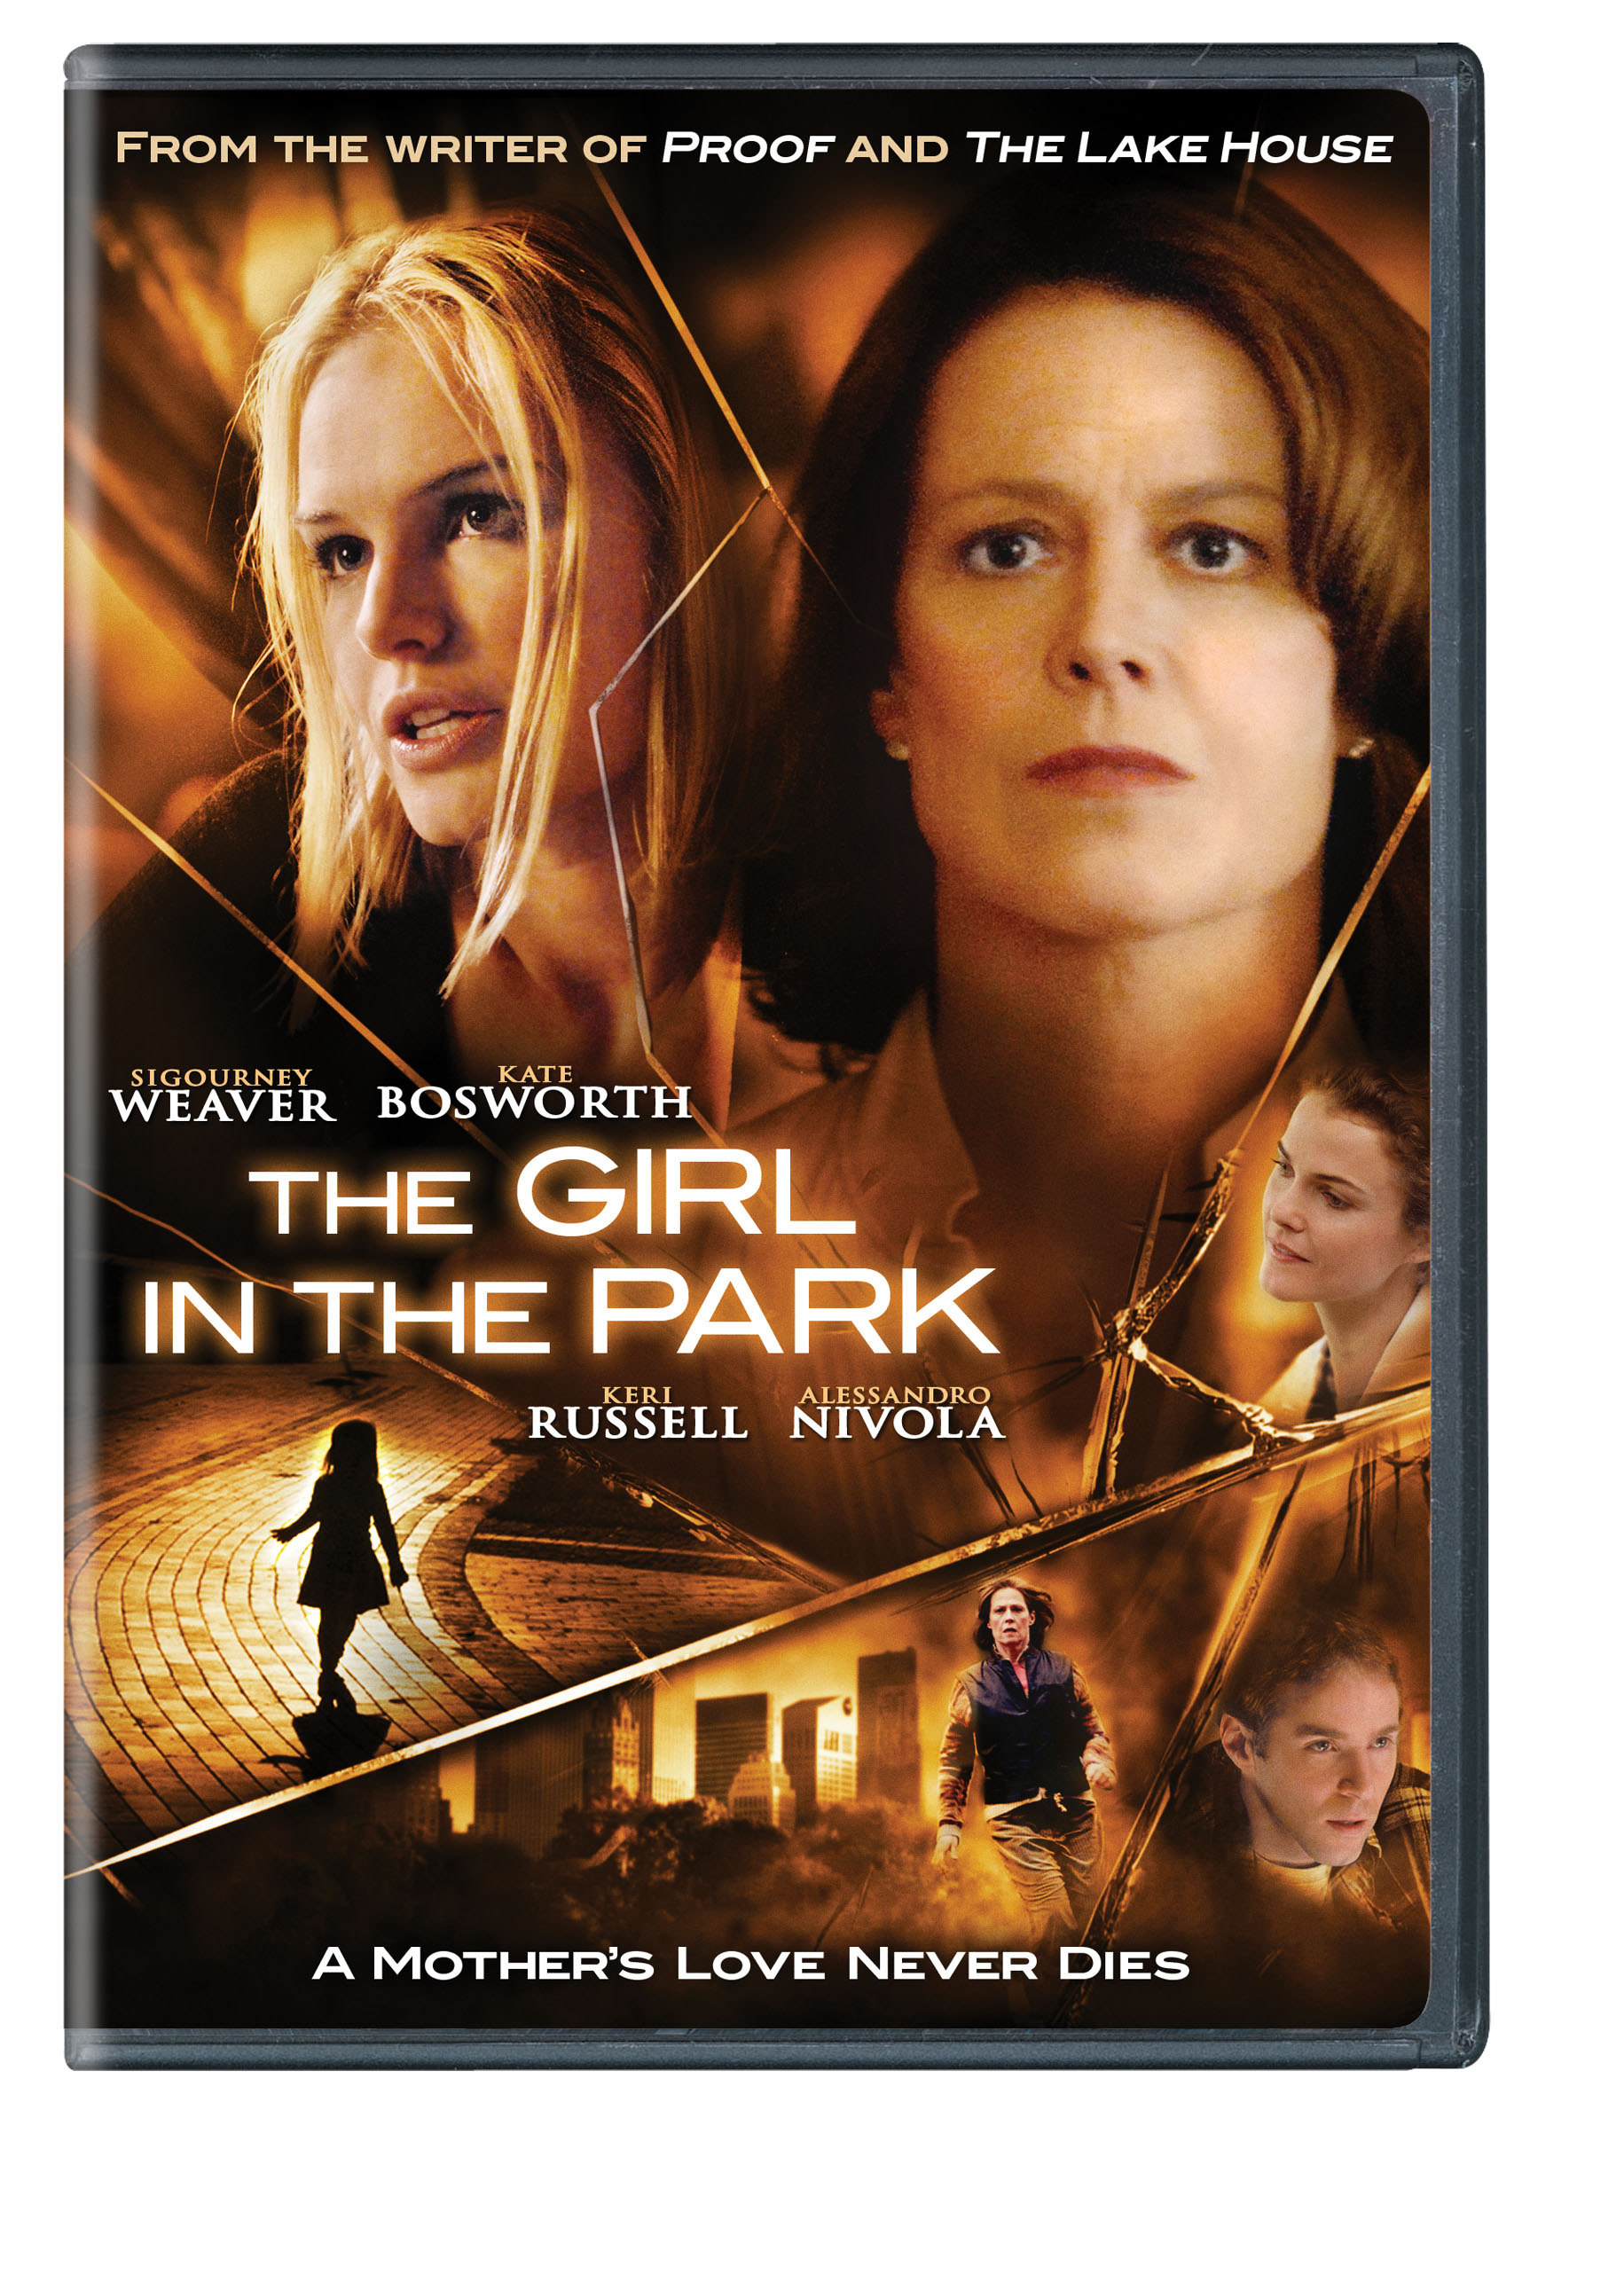 FROM THE WRITER OF PROOF AND THE LAKE HOUSE
SIGOURNEY WEAVER
KATE BOSWORTH
THE GIRL
IN THE PARK
KERI RUSSELL
ALESSANDRO NIVOLA
A MOTHER'S LOVE NEVER DIES